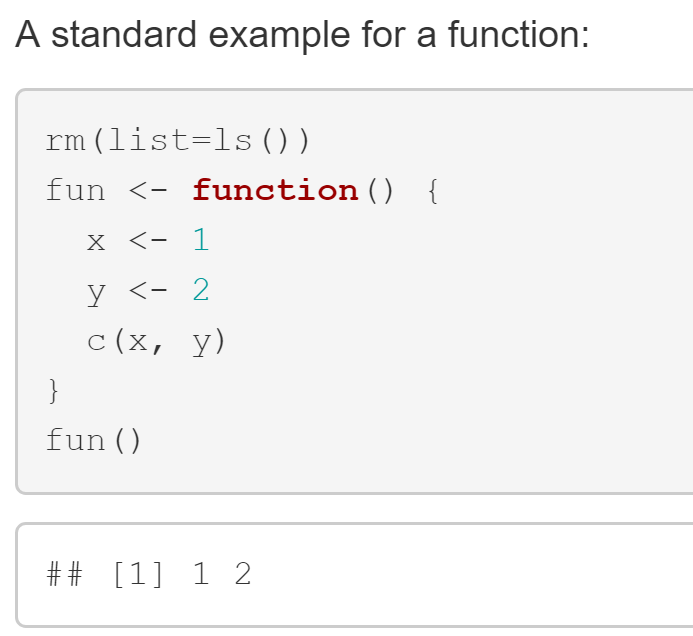 A standard example for a function:
rm(list=ls())
fun <- function() {
  x <- 1
  y <- 2
  c(x, y)
}
fun()
## [1] 1 2